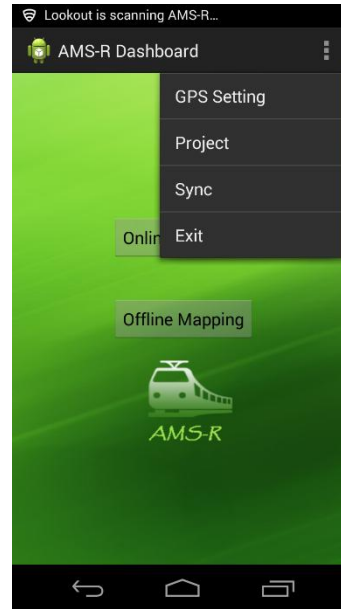 Lookout is scanning AMS-R...
AMS-R Dashboard
GPS Setting
Project
Sync
Exit
Onlin
Offline Mapping
AMS-R